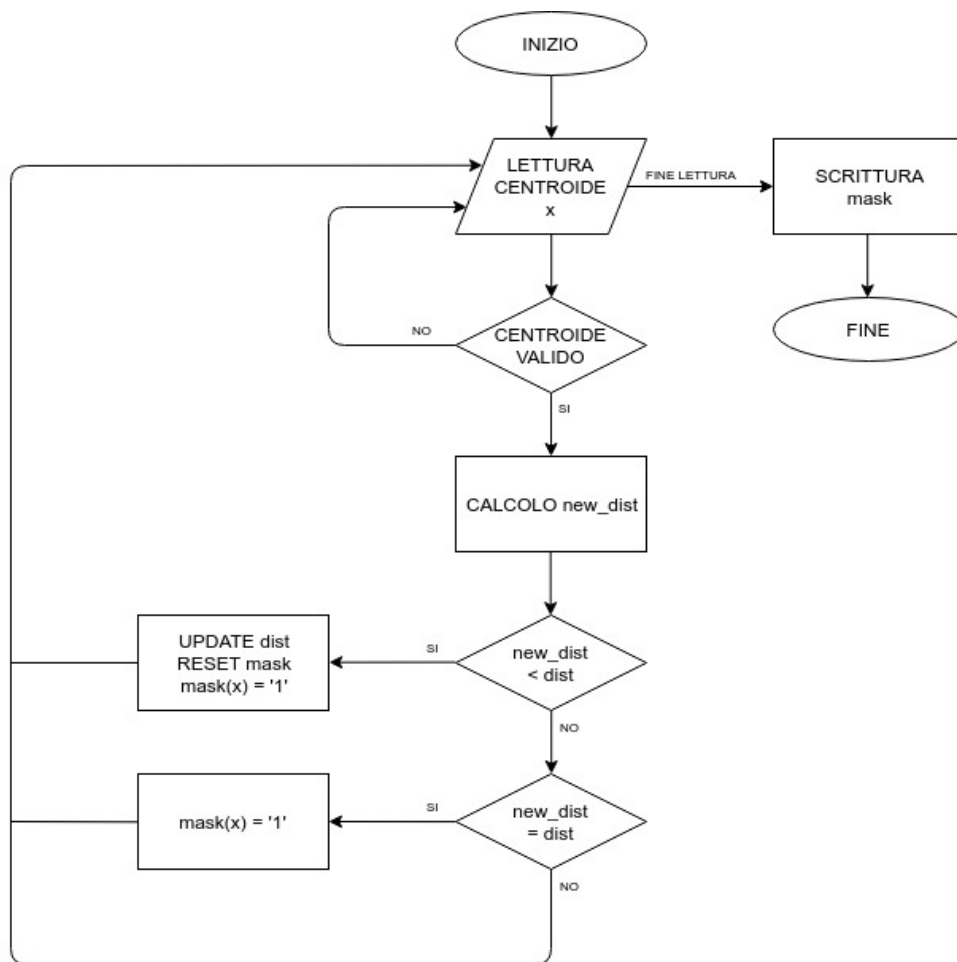 INIZIO
LETTURA
CENTROIDE
x
FINE LETTURA
SCRITTURA
mask
FINE
NO
CENTROIDE
VALIDO
SI
CALCOLO new_dist
UPDATE dist
RESET mask
mask(x) = '1'
SI
new_dist
< dist
NO
mask(x) = '1'
SI
new_dist
= dist
NO